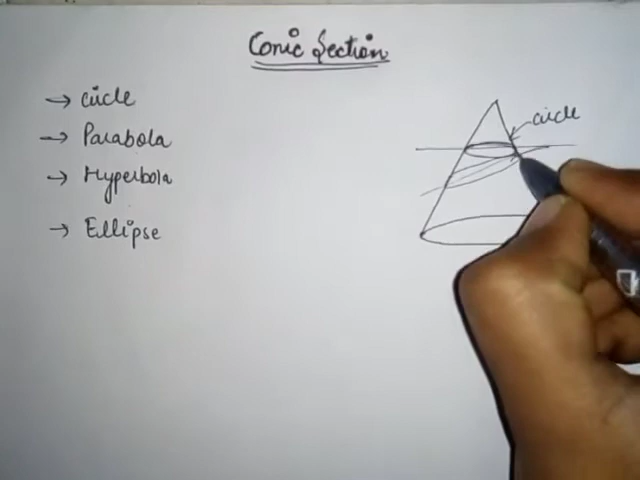 Conic Section
→ Circle
→ Parabola
→ Hyperbola
→ Ellipse
circle